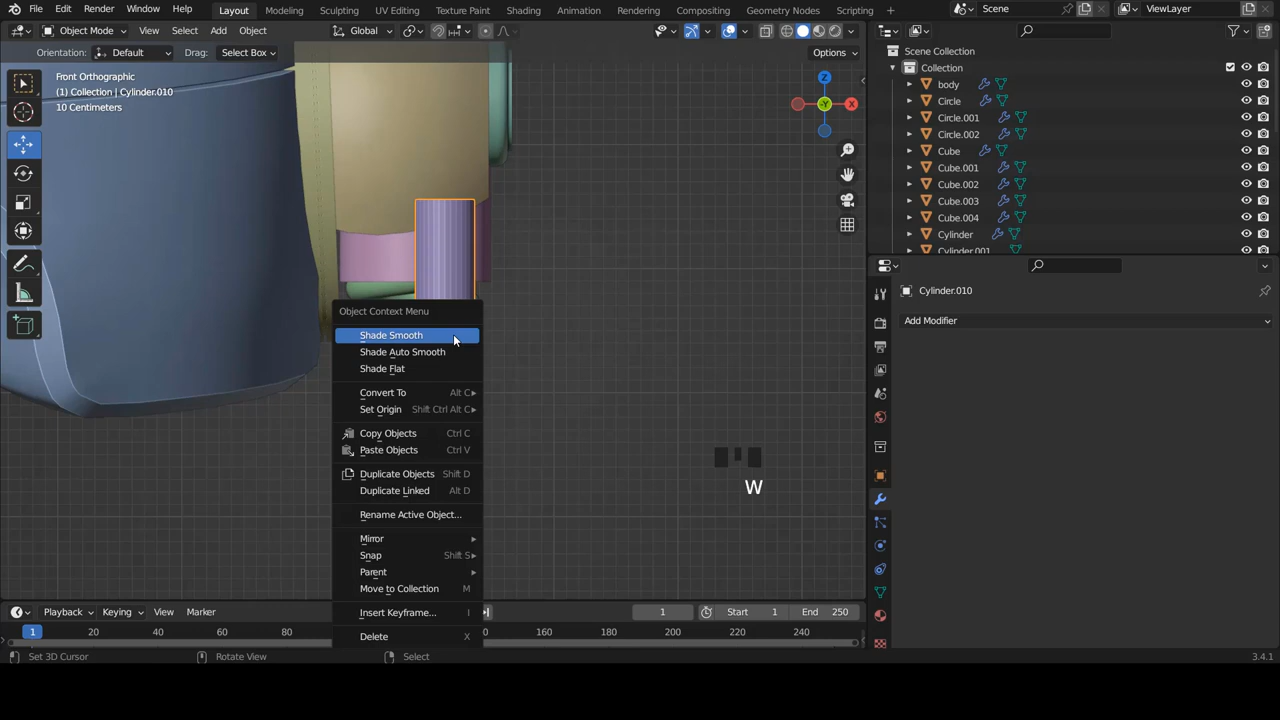 File Edit Render Window Help Layout Modeling Sculpting UV Editing Texture Paint Shading Animation Rendering Compositing Geometry Nodes Scripting Scene ViewLayer
Object Mode View Select Add Object Global
Orientation: Default Drag: Select Box Options
Front Orthographic
(1) Collection | Cylinder.010
10 Centimeters
Z
Y
X
Object Context Menu
Shade Smooth
Shade Auto Smooth
Shade Flat
Convert To Alt C
Set Origin Shift Ctrl Alt C
Copy Objects Ctrl C
Paste Objects Ctrl V
Duplicate Objects Shift D
Duplicate Linked Alt D
Rename Active Object...
Mirror
Snap Shift S
Parent
Move to Collection M
Insert Keyframe... I
Delete X
W
Scene Collection
Collection
body
Circle
Circle.001
Circle.002
Cube
Cube.001
Cube.002
Cube.003
Cube.004
Cylinder
Cylinder.001
Cylinder.010
Add Modifier
Playback Keying View Marker 1 Start 1 End 250
1 20 40 60 80 0 120 140 160 180 200 220 240
Set 3D Cursor Rotate View Select 3.4.1